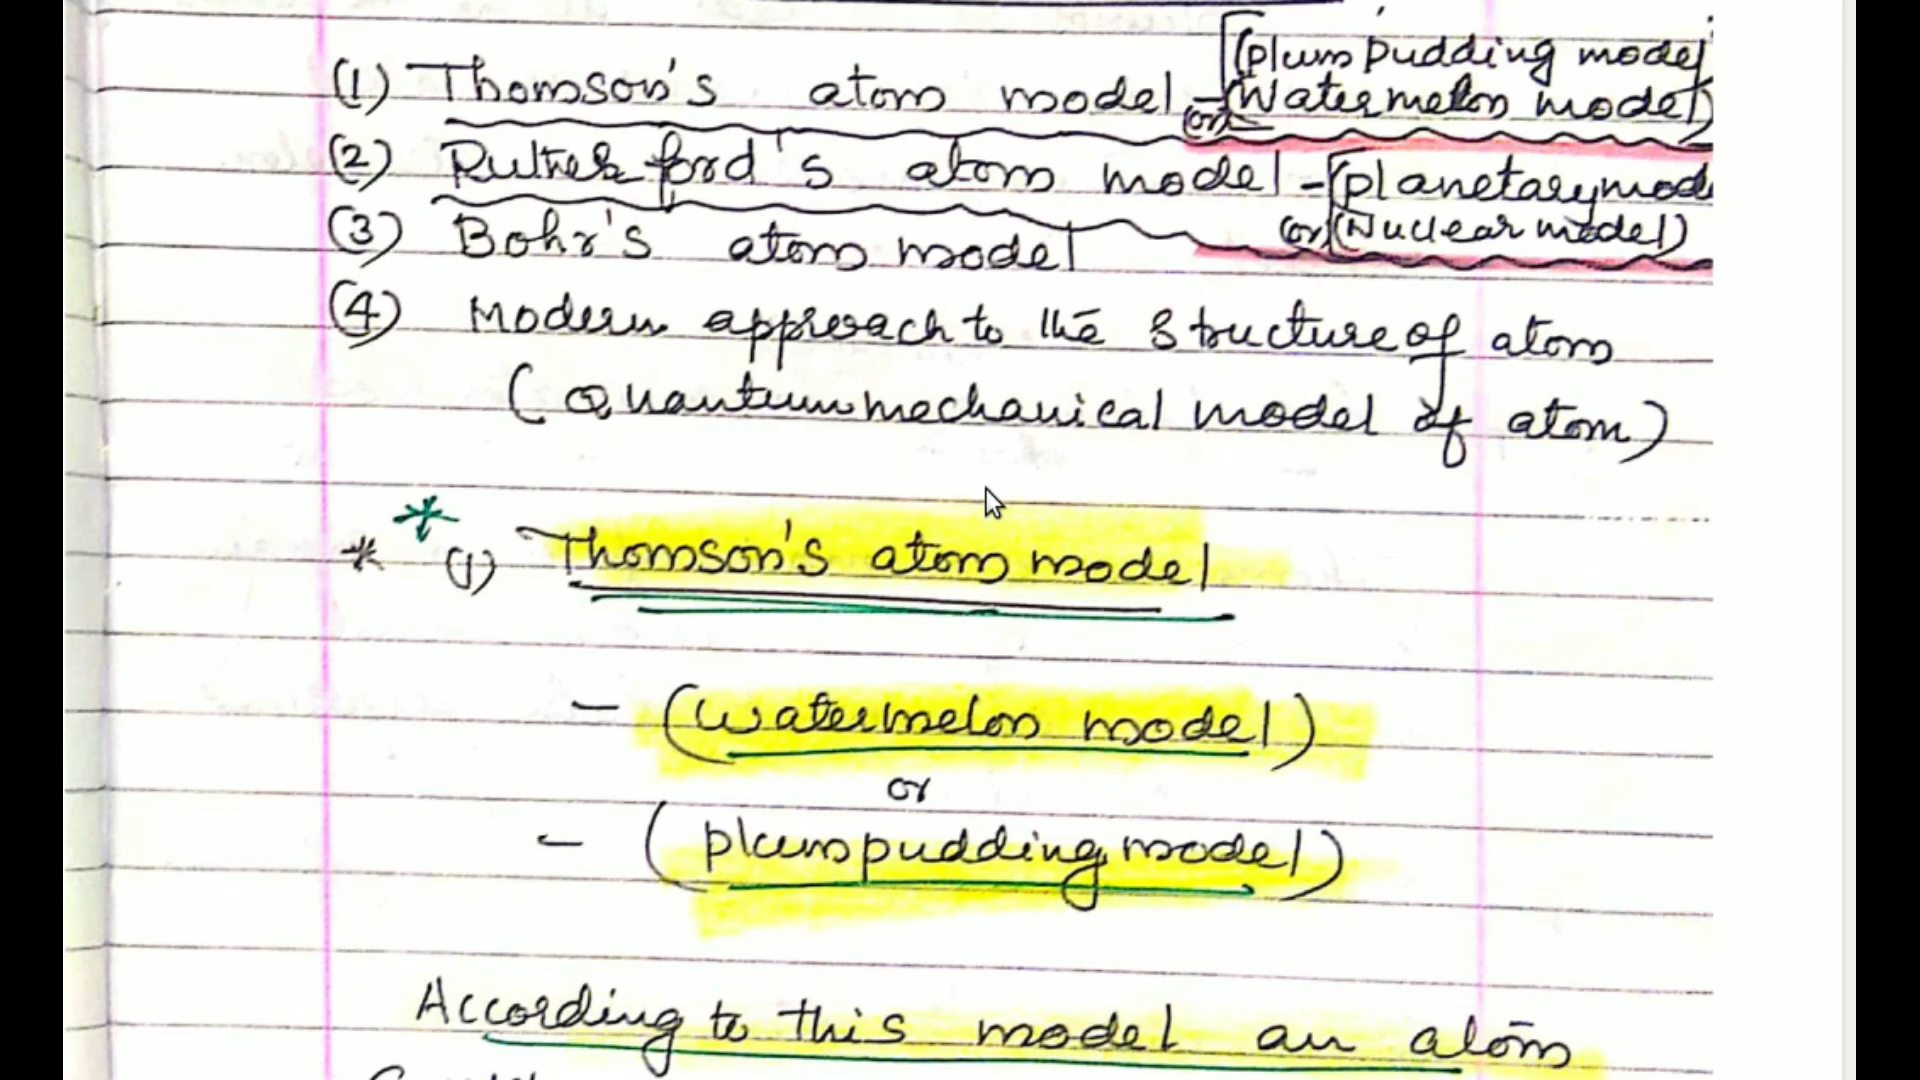 [(plum pudding model
(1) Thomson's atom model - (Watermelon model)
or
(2) Rutherford's atom model - [(planetary mod
or (Nuclear model)
(3) Bohr's atom model
(4) Modern approach to the structure of atom
(Quantum mechanical model of atom)
* * (1) Thomson's atom model
- (watermelon model)
or
- (plum pudding model)
According to this model an atom